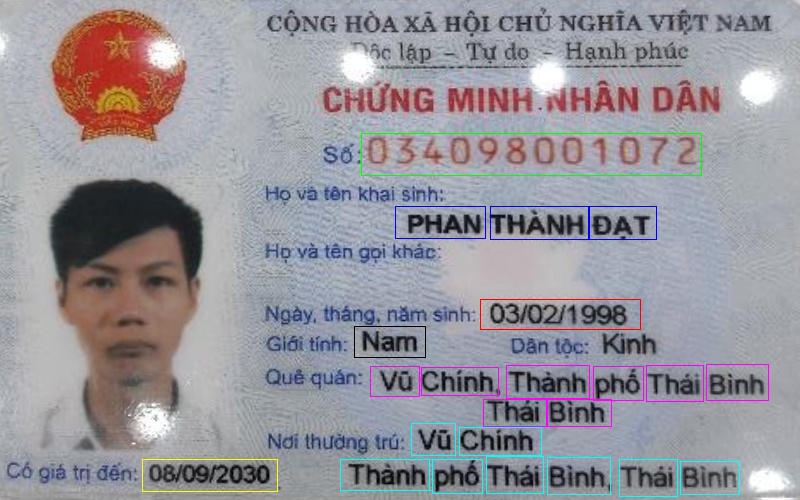 CỘNG HÒA XÃ HỘI CHỦ NGHĨA VIỆT NAM
Độc lập – Tự do – Hạnh phúc
CHỨNG MINH NHÂN DÂN
Số: 034098001072
Họ và tên khai sinh:
PHAN THÀNH ĐẠT
Họ và tên gọi khác:
Ngày, tháng, năm sinh: 03/02/1998
Giới tính: Nam Dân tộc: Kinh
Quê quán: Vũ Chính, Thành phố Thái Bình
Thái Bình
Nơi thường trú: Vũ Chính
Thành phố Thái Bình, Thái Bình
Có giá trị đến: 08/09/2030